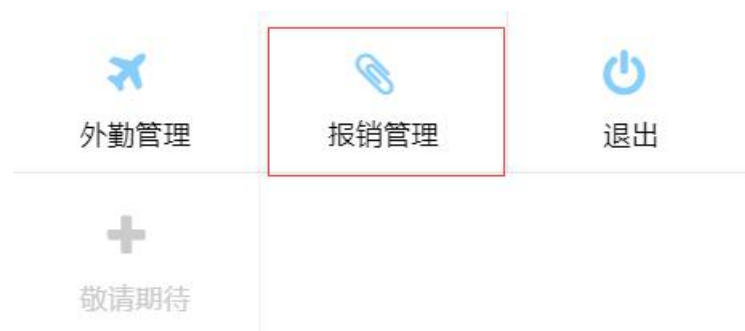 外勤管理
报销管理
退出
敬请期待